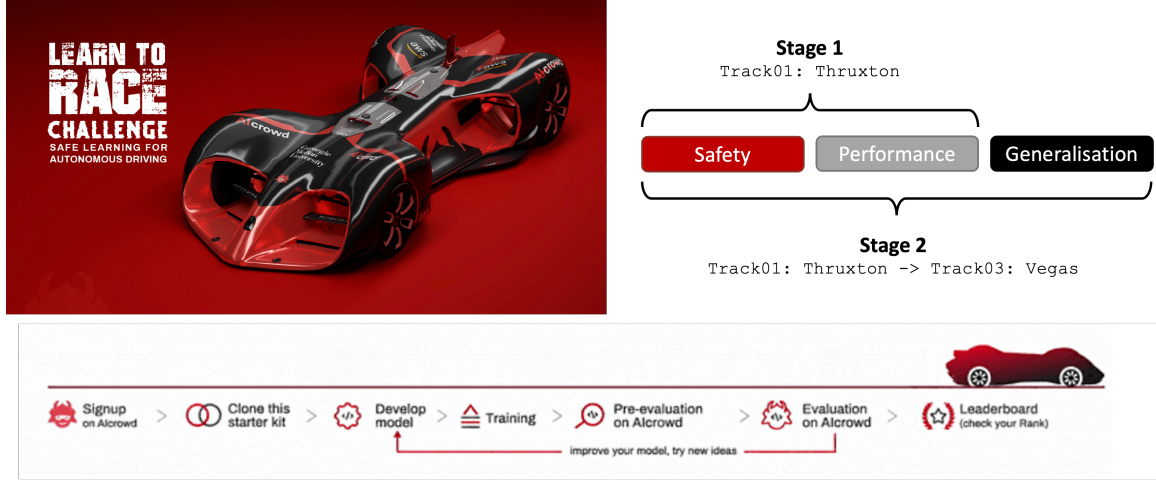 LEARN TO
RACE
CHALLENGE
SAFE LEARNING FOR
AUTONOMOUS DRIVING
AIcrowd
Carnegie
Mellon
University
AIcrowd
aws
Stage 1
Track01: Thruxton
Safety
Performance
Generalisation
Stage 2
Track01: Thruxton -> Track03: Vegas
Signup
on AIcrowd
Clone this
starter kit
Develop
model
Training
Pre-evaluation
on AIcrowd
Evaluation
on AIcrowd
Leaderboard
(check your Rank)
improve your model, try new ideas